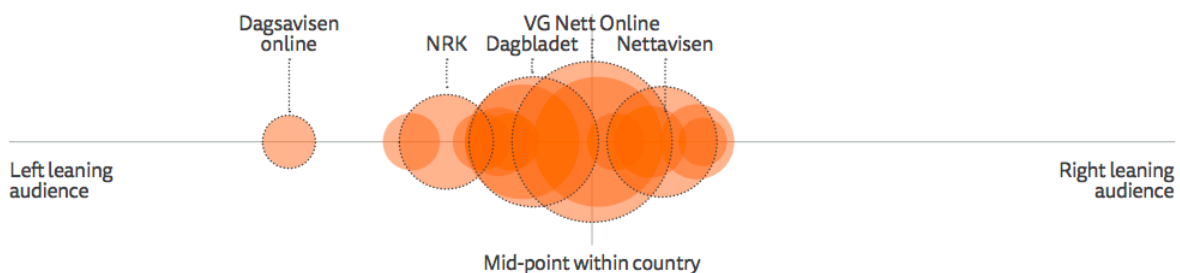 VG Nett Online
Dagsavisen
online
NRK
Dagbladet
Nettavisen
Left leaning
audience
Right leaning
audience
Mid-point within country